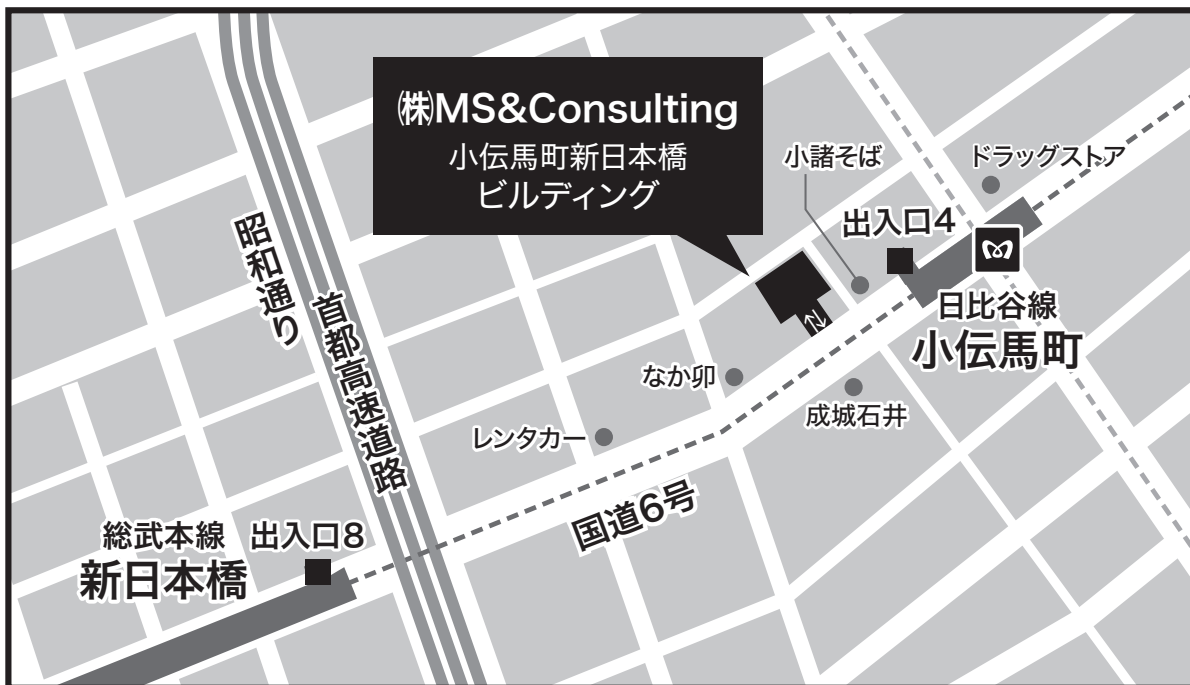 ㈱MS&Consulting
小伝馬町新日本橋
ビルディング
小諸そば
ドラッグストア
出入口4
日比谷線
小伝馬町
昭和通り
首都高速道路
なか卯
成城石井
レンタカー
国道6号
総武本線
出入口8
新日本橋